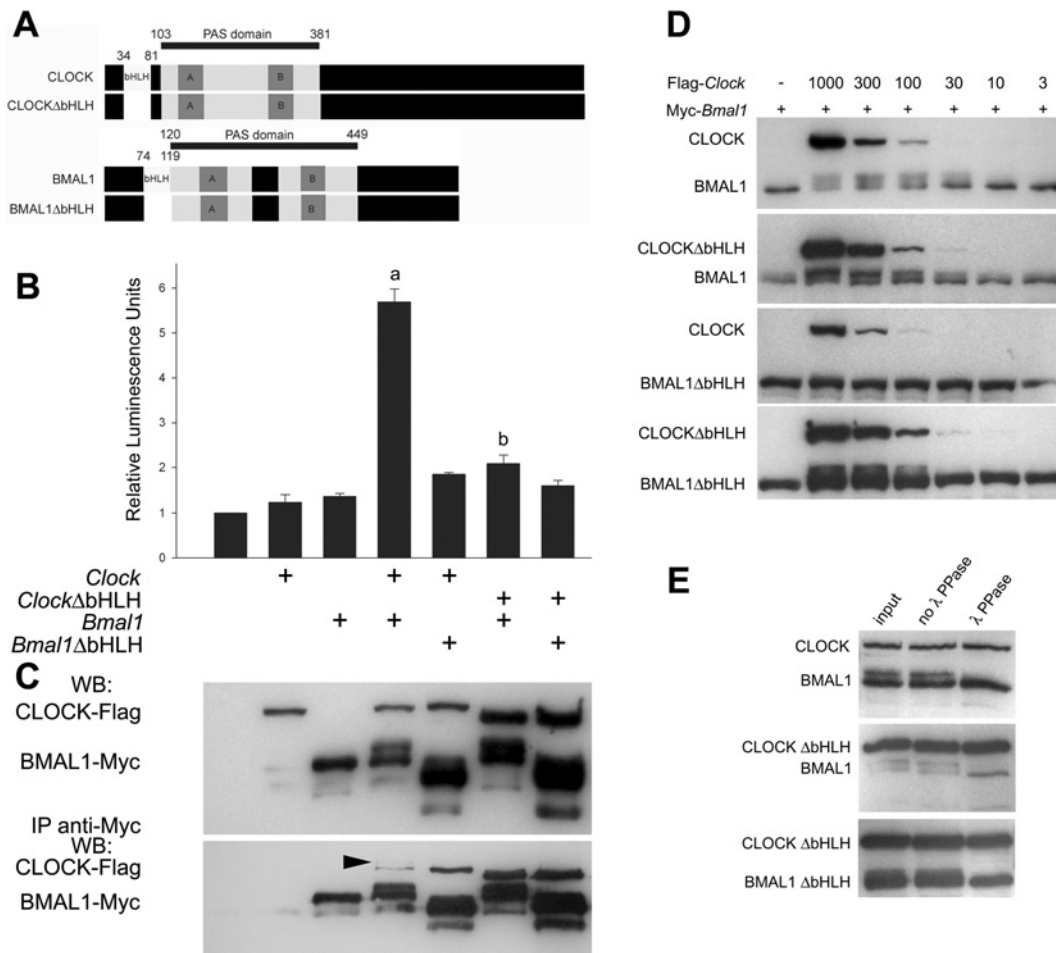 A
103 PAS domain 381
34 81
bHLH
CLOCK A B
CLOCKΔbHLH A B
120 PAS domain 449
74 119
bHLH
BMAL1 A B
BMAL1ΔbHLH A B
B
Relative Luminescence Units
6
5
4
3
2
1
0
a
b
Clock + + +
ClockΔbHLH + +
Bmal1 + + +
Bmal1ΔbHLH + +
C
WB:
CLOCK-Flag
BMAL1-Myc
IP anti-Myc
WB:
CLOCK-Flag
BMAL1-Myc
D
Flag-Clock - 1000 300 100 30 10 3
Myc-Bmal1 + + + + + + +
CLOCK
BMAL1
CLOCKΔbHLH
BMAL1
CLOCK
BMAL1ΔbHLH
CLOCKΔbHLH
BMAL1ΔbHLH
E
input no λ PPase λ PPase
CLOCK
BMAL1
CLOCK ΔbHLH
BMAL1
CLOCK ΔbHLH
BMAL1 ΔbHLH